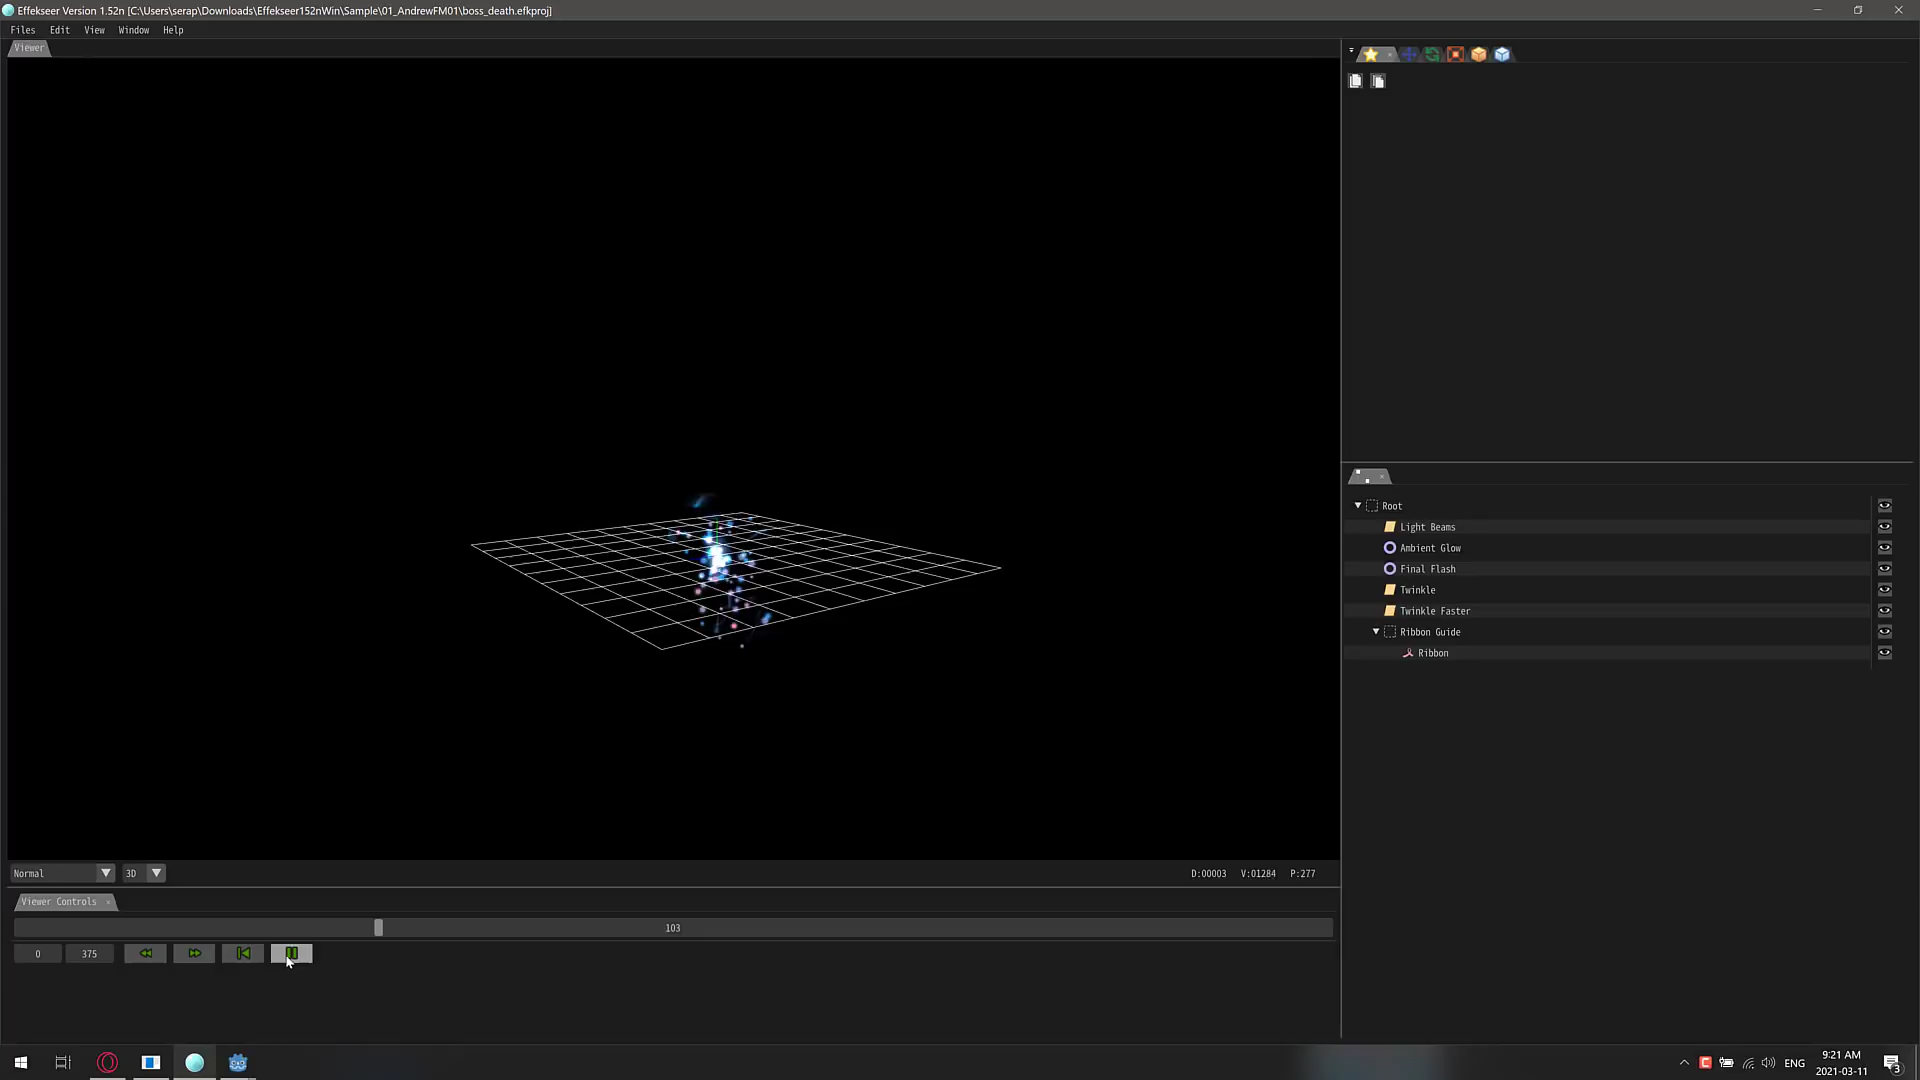 Effekseer Version 1.52n [C:\Users\serap\Downloads\Effekseer152nWin\Sample\01_AndrewFM01\boss_death.efkproj]
Files Edit View Window Help
Viewer
Root
Light Beams
Ambient Glow
Final Flash
Twinkle
Twinkle Faster
Ribbon Guide
Ribbon
Normal 3D D:00003 V:01284 P:277
Viewer Controls
103
0 375
ENG
9:21 AM
2021-03-11
3